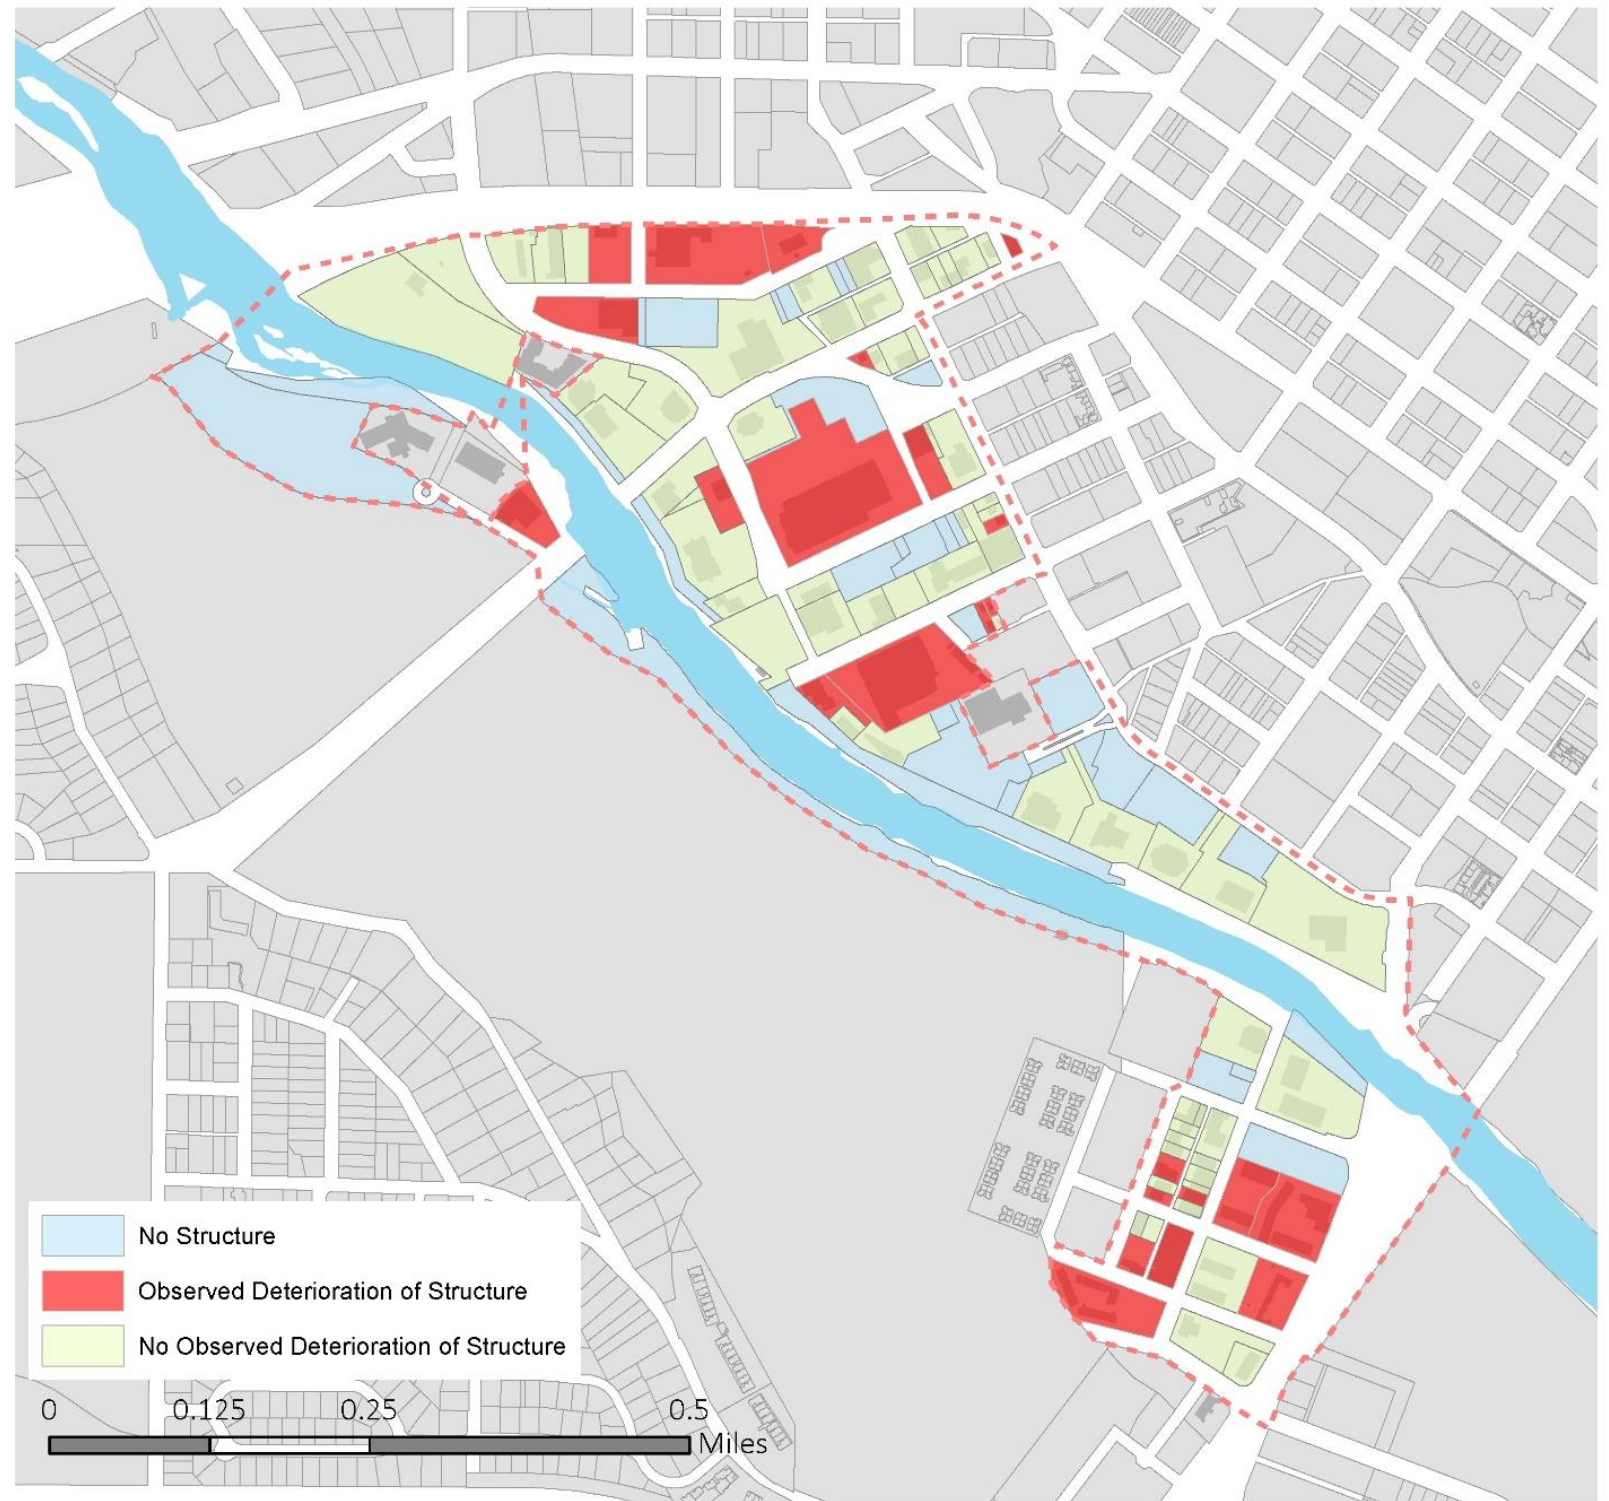 No Structure
Observed Deterioration of Structure
No Observed Deterioration of Structure
0 0.125 0.25 0.5
Miles